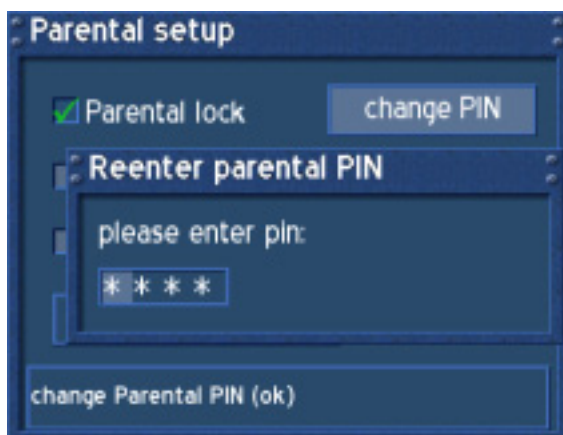 Parental setup
Parental lock
change PIN
Reenter parental PIN
please enter pin:
* * * *
change Parental PIN (ok)